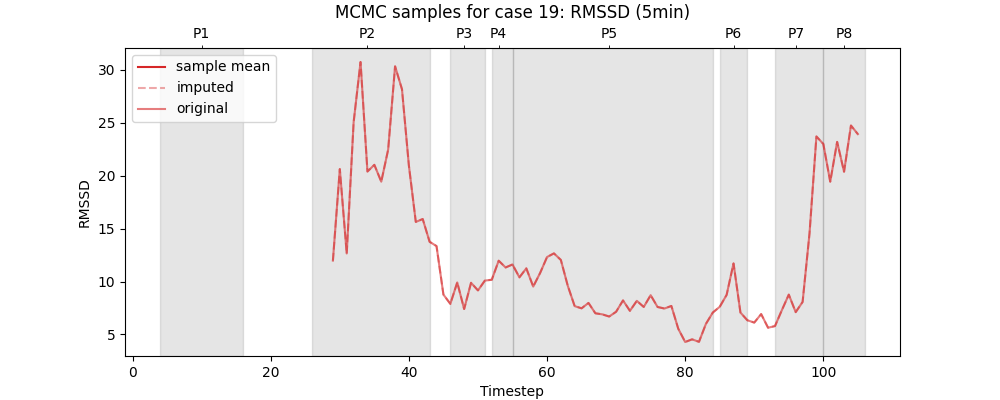 MCMC samples for case 19: RMSSD (5min)
P1 P2 P3 P4 P5 P6 P7 P8
sample mean
imputed
original
RMSSD
30
25
20
15
10
5
0 20 40 60 80 100
Timestep